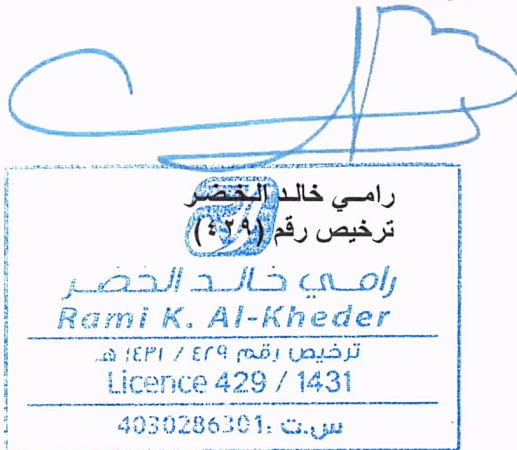 رامي خالد الخضر
ترخيص رقم (٤٢٩)
رامي خالد الخضر
Rami K. Al-Kheder
ترخيص رقم ٤٢٩ / ١٤٣١ هـ
Licence 429 / 1431
س.ت :4030286301